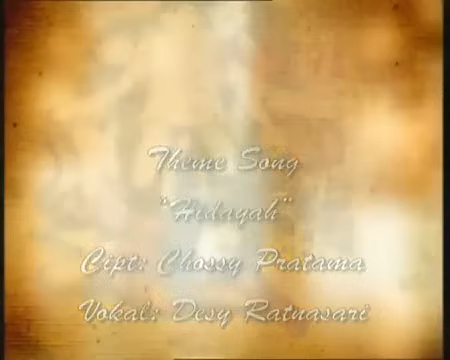 Theme Song
"Hidayah"
Cipt: Chossy Pratama
Vokal: Desy Ratnasari